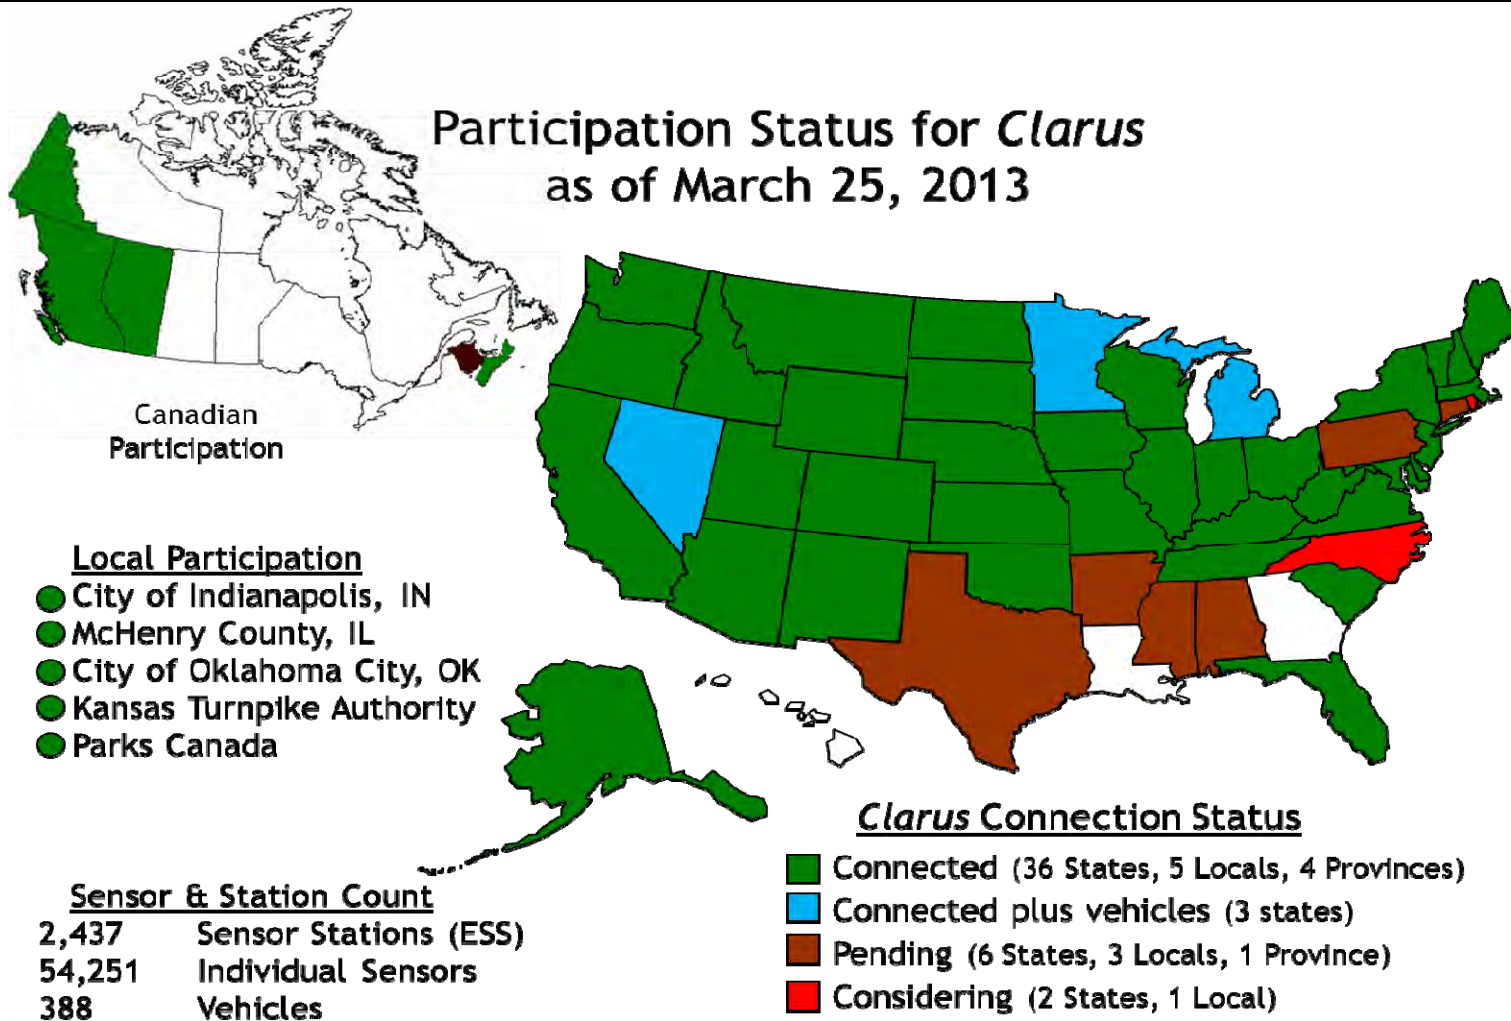 Participation Status for Clarus
as of March 25, 2013
Canadian
Participation
Local Participation
City of Indianapolis, IN
McHenry County, IL
City of Oklahoma City, OK
Kansas Turnpike Authority
Parks Canada
Sensor & Station Count
2,437 Sensor Stations (ESS)
54,251 Individual Sensors
388 Vehicles
Clarus Connection Status
Connected (36 States, 5 Locals, 4 Provinces)
Connected plus vehicles (3 states)
Pending (6 States, 3 Locals, 1 Province)
Considering (2 States, 1 Local)